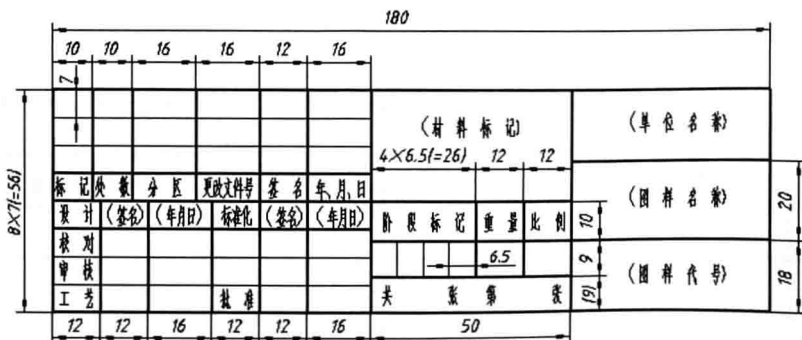 180
10 10 16 16 12 16
7
8×7(=56)
(材料标记)
4×6.5(=26) 12 12
(单位名称)
标记 处数 分区 更改文件号 签名 年、月、日
设计 (签名) (年月日) 标准化 (签名) (年月日)
阶段标记 重量 比例
(图样名称)
10
20
校对
审核
6.5
9
(图样代号)
18
工艺 批准
共 张 第 张
(9)
12 12 16 12 12 16 50